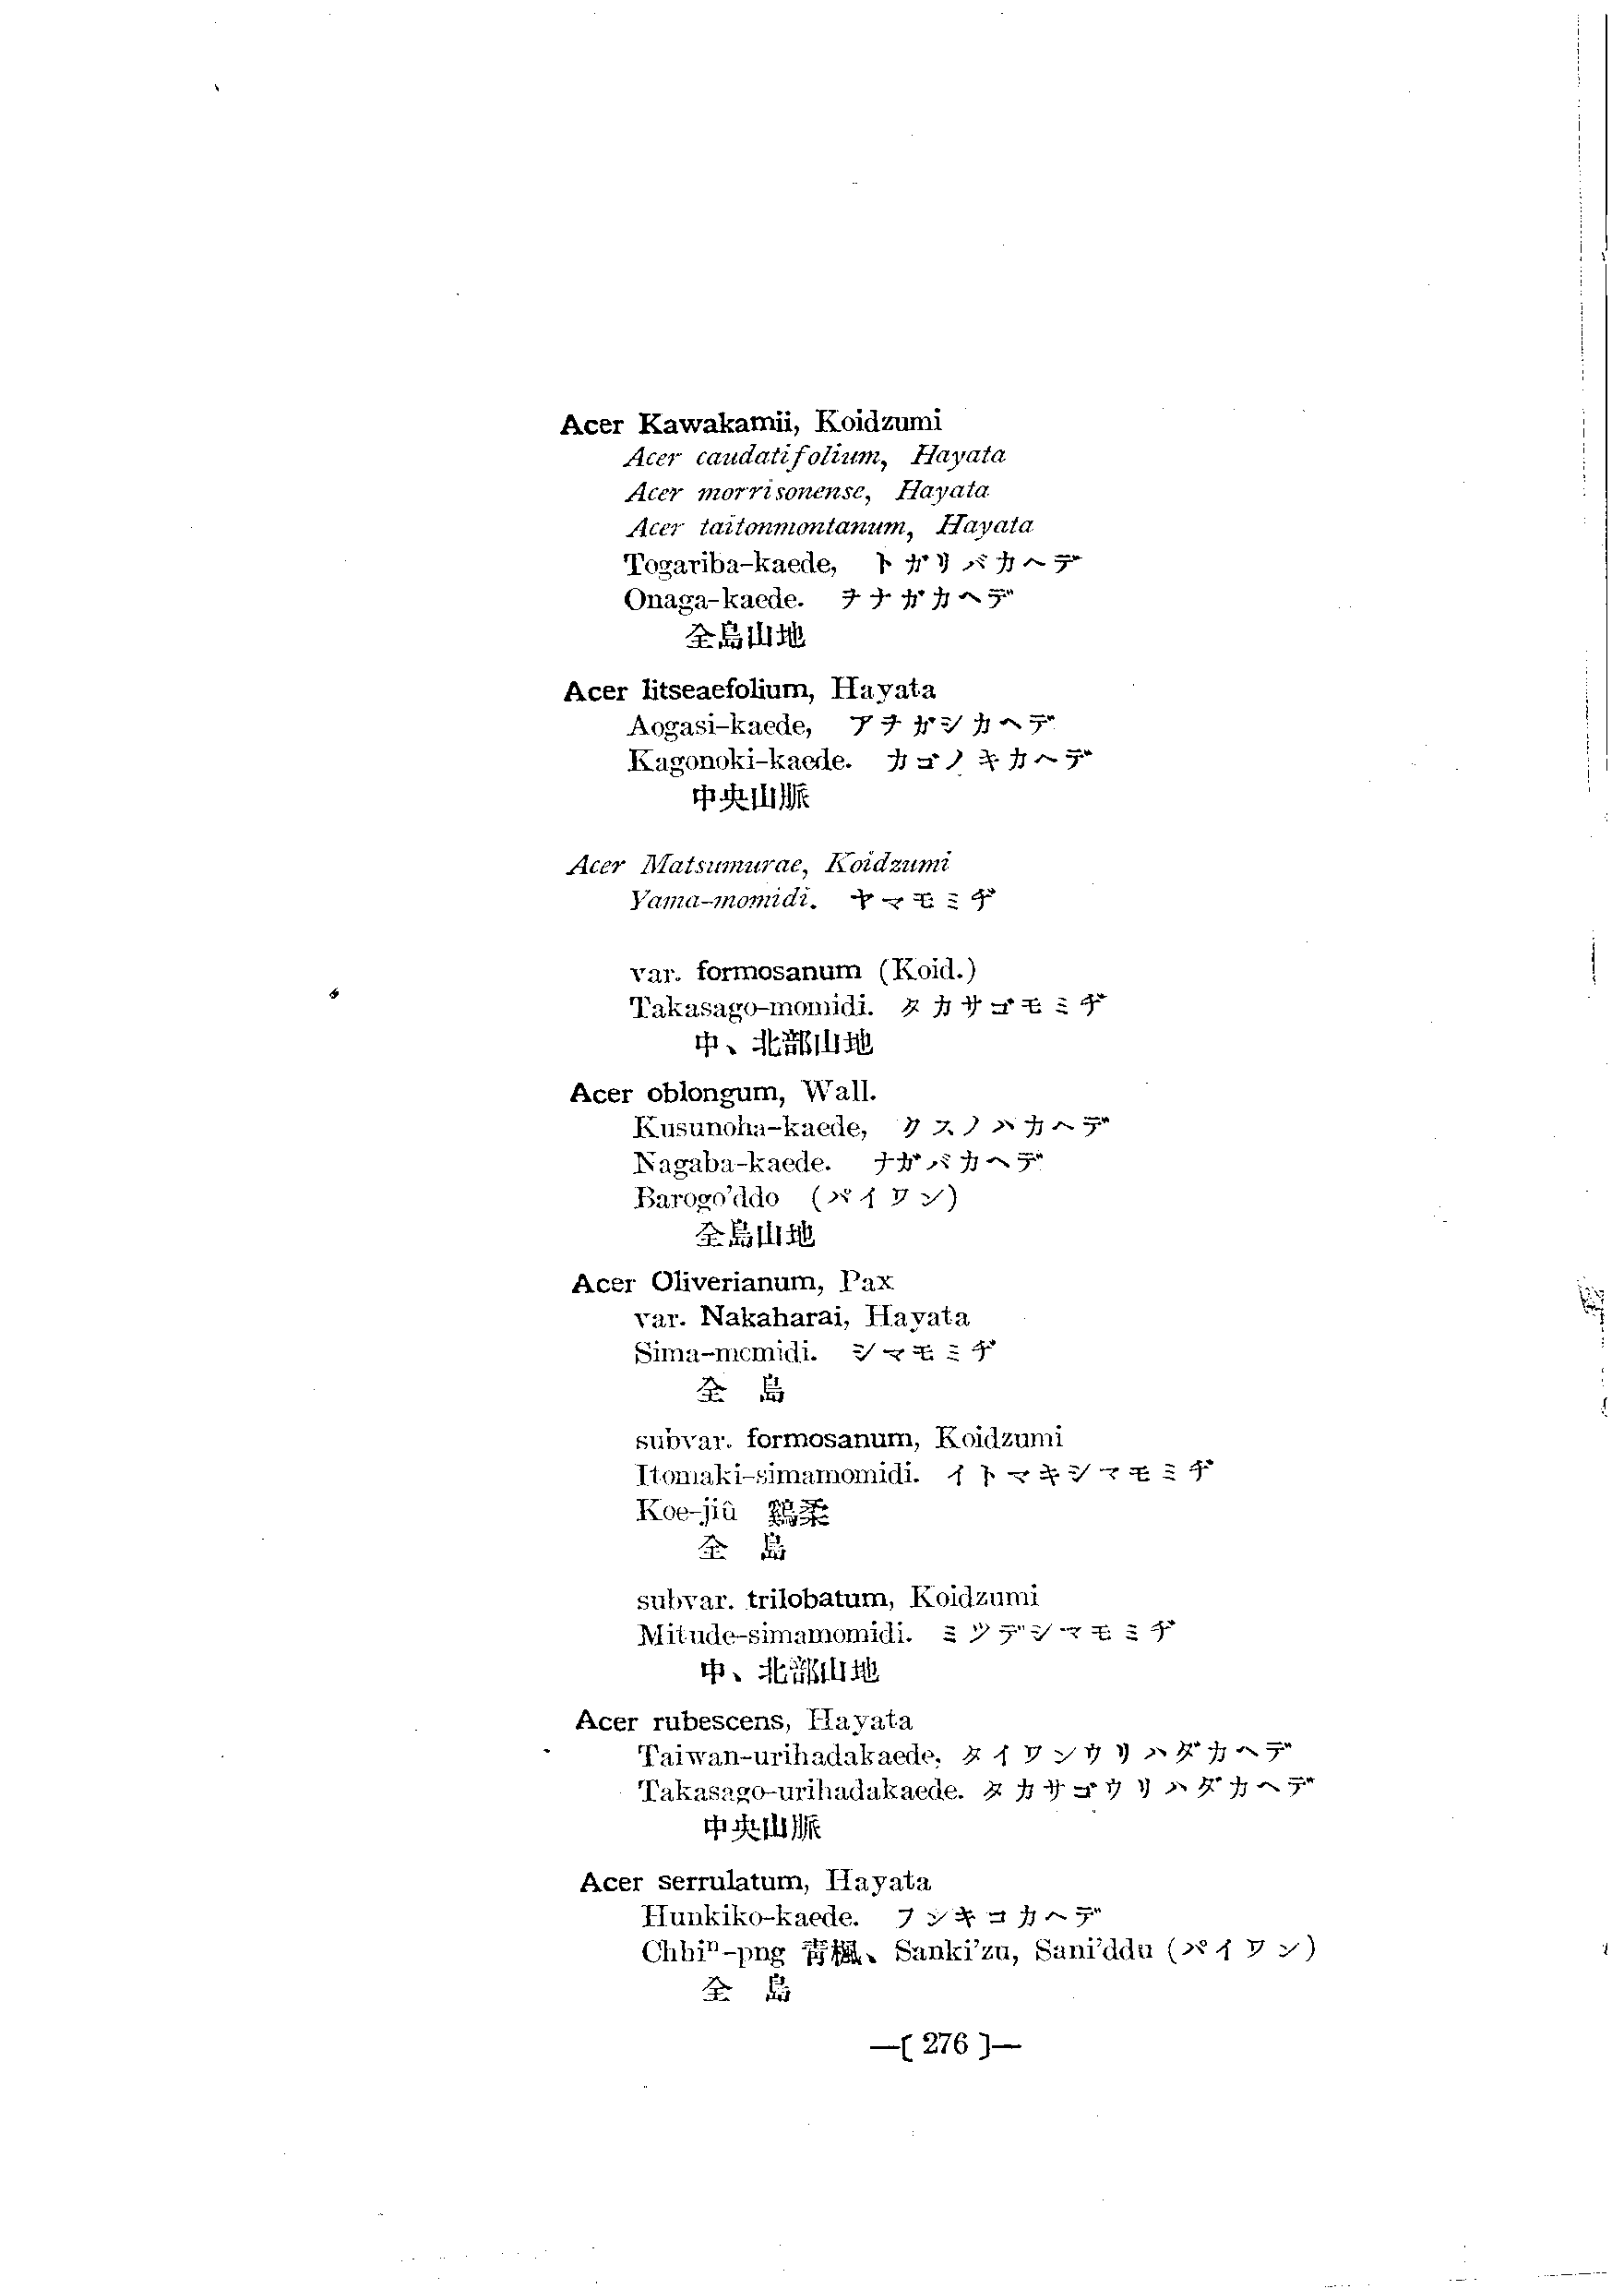 Acer Kawakamii, Koidzumi
Acer caudatifolium, Hayata
Acer morrisonense, Hayata
Acer taitonmontanum, Hayata
Togariba-kaede, トガリバカヘデ
Onaga-kaede. ヲナガカヘデ
全島山地
Acer litseaefolium, Hayata
Aogasi-kaede, アヲガシカヘデ
Kagonoki-kaede. カゴノキカヘデ
中央山脈
Acer Matsumurae, Koidzumi
Yama-momidi. ヤマモミヂ
var. formosanum (Koid.)
Takasago-momidi. タカサゴモミヂ
中、北部山地
Acer oblongum, Wall.
Kusunoha-kaede, クスノハカヘデ
Nagaba-kaede. ナガバカヘデ
Barogo'ddo (パイワン)
全島山地
Acer Oliverianum, Pax
var. Nakaharai, Hayata
Sima-mcmidi. シマモミヂ
全 島
subvar. formosanum, Koidzumi
Itomaki-simamomidi. イトマキシマモミヂ
Koe-jiû 鷄柔
全 島
subvar. trilobatum, Koidzumi
Mitude-simamomidi. ミツデシマモミヂ
中、北部山地
Acer rubescens, Hayata
Taiwan-urihadakaede, タイワンウリハダカヘデ
Takasago-urihadakaede. タカサゴウリハダカヘデ
中央山脈
Acer serrulatum, Hayata
Hunkiko-kaede. フンキコカヘデ
Chhiⁿ-png 青楓、Sanki'zu, Sani'ddu (パイワン)
全 島
—[ 276 ]—